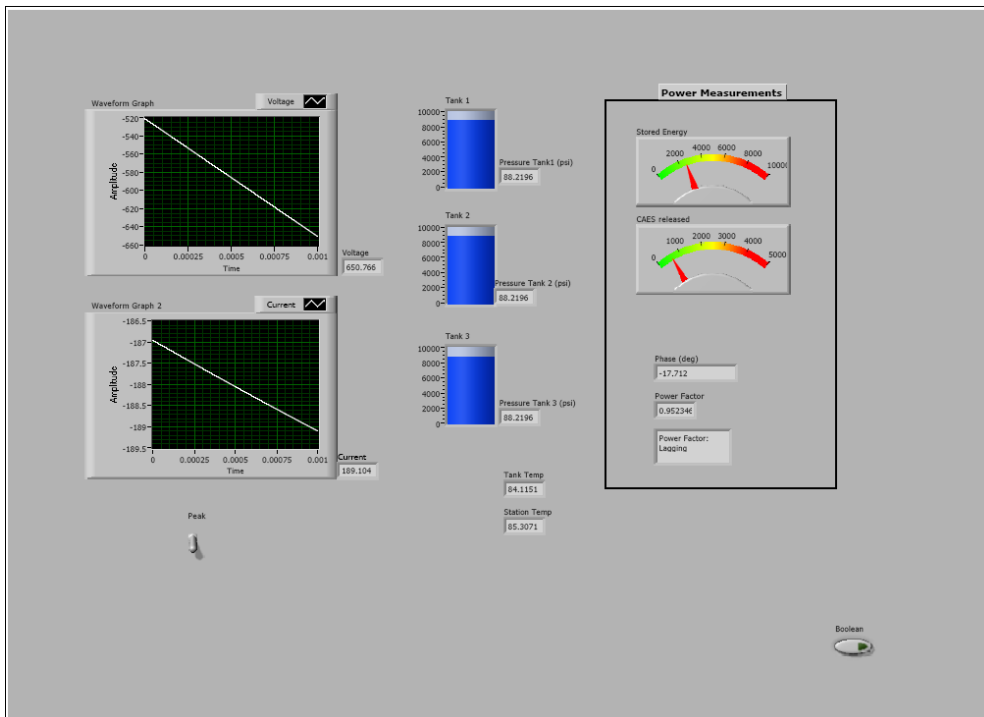 Waveform Graph
Voltage
-520
-540
-560
-580
-600
-620
-640
-660
Amplitude
0 0.00025 0.0005 0.00075 0.001
Time
Voltage
650.766
Waveform Graph 2
Current
-186.5
-187
-187.5
-188
-188.5
-189
-189.5
Amplitude
0 0.00025 0.0005 0.00075 0.001
Time
Current
189.104
Peak
Tank 1
10000
8000
6000
4000
2000
0
Pressure Tank1 (psi)
88.2196
Tank 2
10000
8000
6000
4000
2000
0
Pressure Tank 2 (psi)
88.2196
Tank 3
10000
8000
6000
4000
2000
0
Pressure Tank 3 (psi)
88.2196
Tank Temp
84.1151
Station Temp
85.3071
Power Measurements
Stored Energy
0 2000 4000 6000 8000 10000
CAES released
0 1000 2000 3000 4000 5000
Phase (deg)
-17.712
Power Factor
0.952346
Power Factor:
Lagging
Boolean